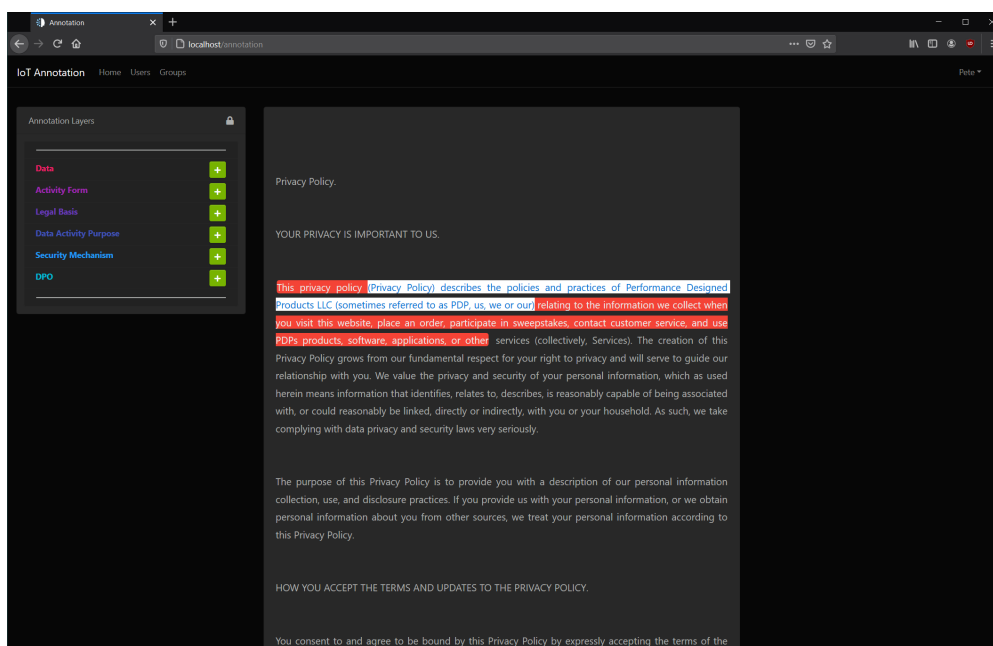 Annotation
localhost/annotation
IoT Annotation Home Users Groups Pete
Annotation Layers
Data
Activity Form
Legal Basis
Data Activity Purpose
Security Mechanism
DPO
Privacy Policy.
YOUR PRIVACY IS IMPORTANT TO US.
This privacy policy (Privacy Policy) describes the policies and practices of Performance Designed
Products LLC (sometimes referred to as PDP, us, we or our) relating to the information we collect when
you visit this website, place an order, participate in sweepstakes, contact customer service, and use
PDPs products, software, applications, or other services (collectively, Services). The creation of this
Privacy Policy grows from our fundamental respect for your right to privacy and will serve to guide our
relationship with you. We value the privacy and security of your personal information, which as used
herein means information that identifies, relates to, describes, is reasonably capable of being associated
with, or could reasonably be linked, directly or indirectly, with you or your household. As such, we take
complying with data privacy and security laws very seriously.
The purpose of this Privacy Policy is to provide you with a description of our personal information
collection, use, and disclosure practices. If you provide us with your personal information, or we obtain
personal information about you from other sources, we treat your personal information according to
this Privacy Policy.
HOW YOU ACCEPT THE TERMS AND UPDATES TO THE PRIVACY POLICY.
You consent to and agree to be bound by this Privacy Policy by expressly accepting the terms of the